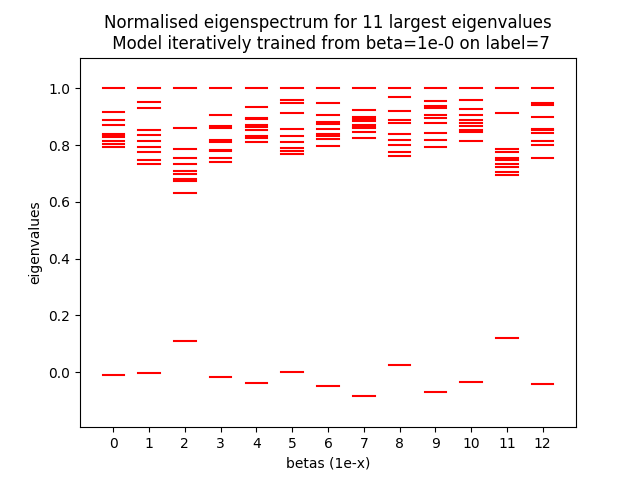 Normalised eigenspectrum for 11 largest eigenvalues
Model iteratively trained from beta=1e-0 on label=7
eigenvalues
1.0
0.8
0.6
0.4
0.2
0.0
0 1 2 3 4 5 6 7 8 9 10 11 12
betas (1e-x)